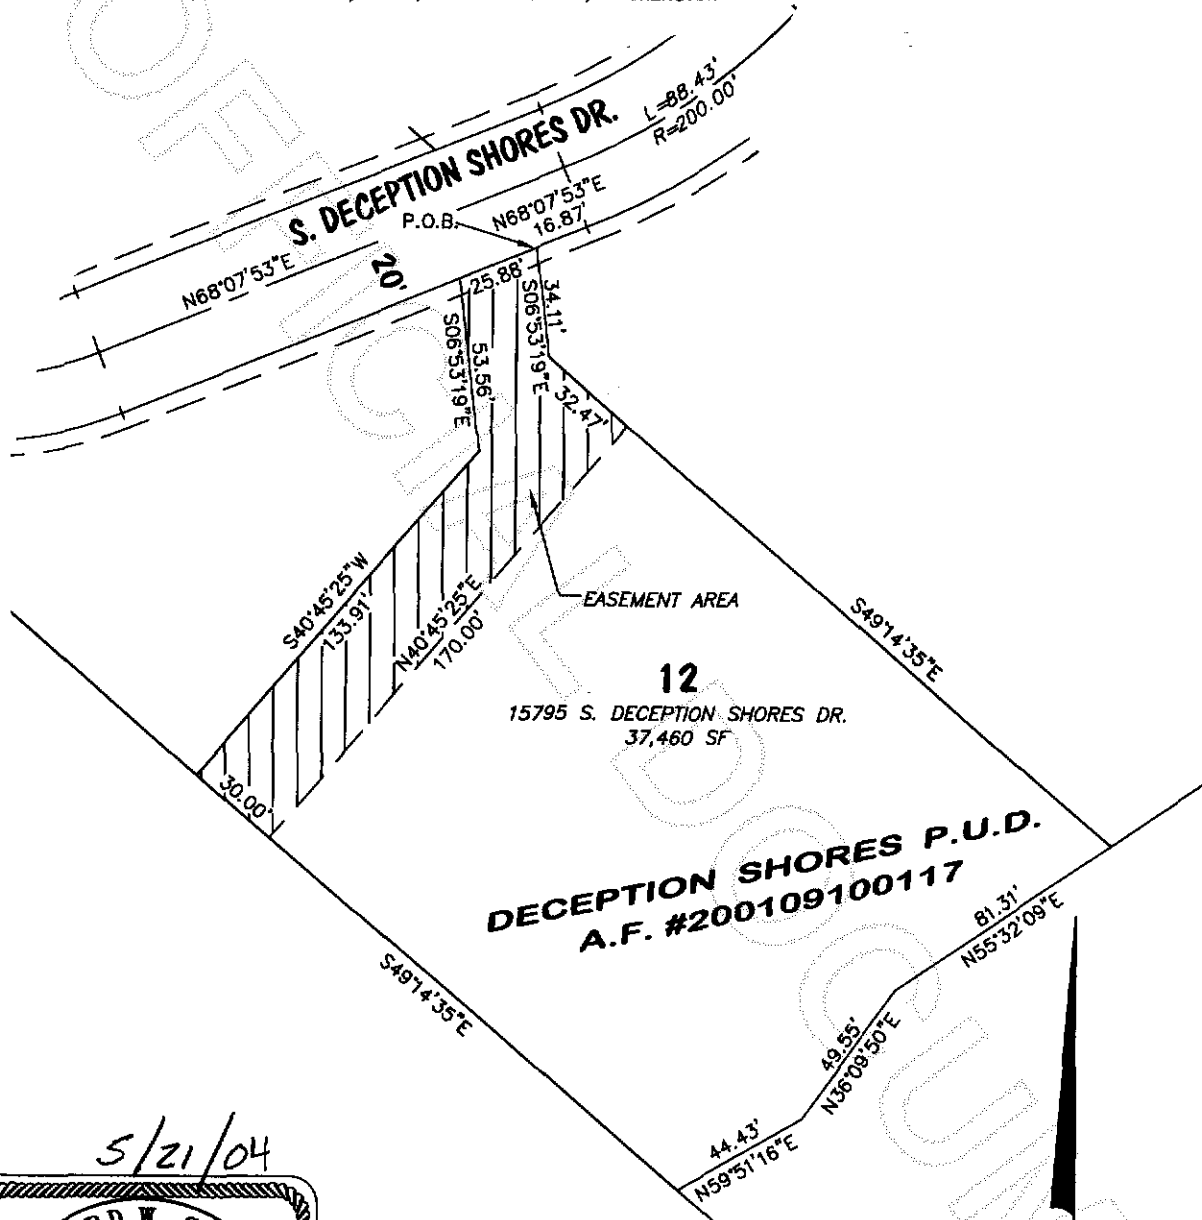 L=88.43'
R=200.00'
S. DECEPTION SHORES DR.
P.O.B.
N68°07'53"E
16.87'
N68°07'53"E
20'
25.88'
34.11'
S06°53'19"E
S06°53'19"E
53.56'
32.47'
S40°45'25"W
133.91'
N40°45'25"E
170.00'
EASEMENT AREA
S49°14'35"E
12
15795 S. DECEPTION SHORES DR.
37,460 SF
30.00'
DECEPTION SHORES P.U.D.
A.F. #200109100117
81.31'
N55°32'09"E
S49°14'35"E
49.55'
N36°09'50"E
44.43'
N59°51'16"E
5/21/04